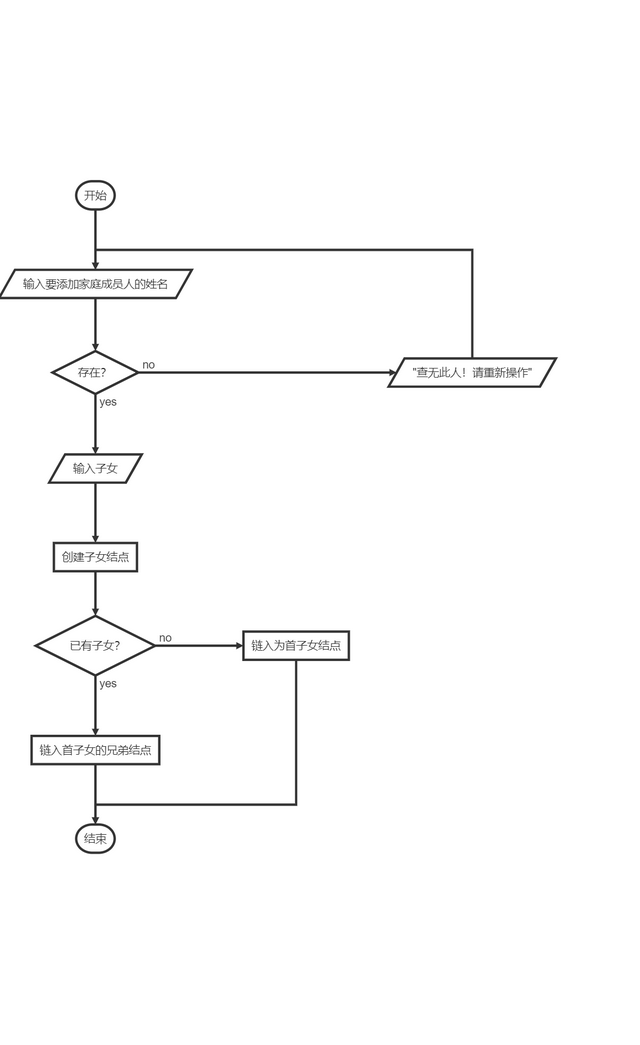 开始
输入要添加家庭成员人的姓名
存在?
no
"查无此人！请重新操作"
yes
输入子女
创建子女结点
已有子女?
no
链入为首子女结点
yes
链入首子女的兄弟结点
结束